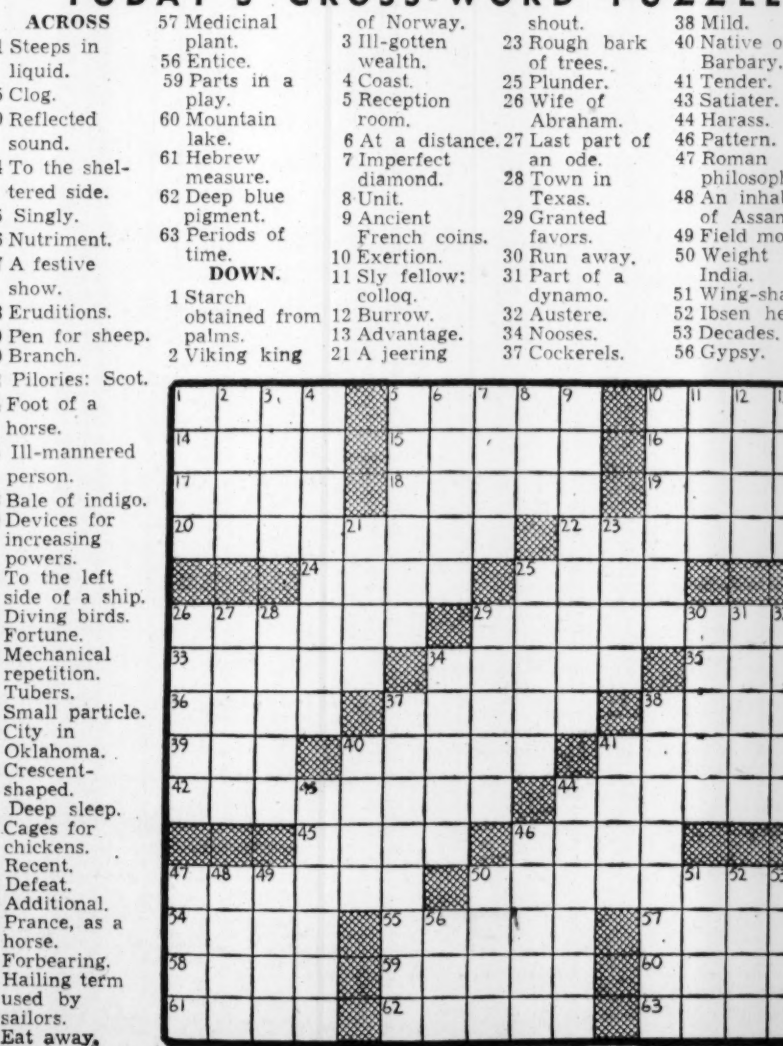 TODAY'S CROSS-WORD PUZZLE
ACROSS
Steeps in
liquid.
Clog.
Reflected
sound.
To the shel-
tered side.
Singly.
Nutriment.
A festive
show.
Eruditions.
Pen for sheep.
Branch.
Pilories: Scot.
Foot of a
horse.
Ill-mannered
person.
Bale of indigo.
Devices for
increasing
powers.
To the left
side of a ship.
Diving birds.
Fortune.
Mechanical
repetition.
Tubers.
Small particle.
City in
Oklahoma.
Crescent-
shaped.
Deep sleep.
Cages for
chickens.
Recent.
Defeat.
Additional.
Prance, as a
horse.
Forbearing.
Hailing term
used by
sailors.
Eat away.
57 Medicinal
plant.
56 Entice.
59 Parts in a
play.
60 Mountain
lake.
61 Hebrew
measure.
62 Deep blue
pigment.
63 Periods of
time.
DOWN.
1 Starch
obtained from
palms.
2 Viking king
of Norway.
3 Ill-gotten
wealth.
4 Coast.
5 Reception
room.
6 At a distance.
7 Imperfect
diamond.
8 Unit.
9 Ancient
French coins.
10 Exertion.
11 Sly fellow:
colloq.
12 Burrow.
13 Advantage.
21 A jeering
shout.
23 Rough bark
of trees.
25 Plunder.
26 Wife of
Abraham.
27 Last part of
an ode.
28 Town in
Texas.
29 Granted
favors.
30 Run away.
31 Part of a
dynamo.
32 Austere.
34 Nooses.
37 Cockerels.
38 Mild.
40 Native o
Barbary.
41 Tender.
43 Satiater.
44 Harass.
46 Pattern.
47 Roman
philosoph
48 An inhab
of Assam
49 Field mo
50 Weight
India.
51 Wing-sha
52 Ibsen he
53 Decades.
56 Gypsy.
1 2 3 4 5 6 7 8 9 10 11 12
14 15 16
17 18 19
20 21 22 23
24 25
26 27 28 29 30 31
33 34 35
36 37 38
39 40 41
42 43 44
45 46
47 48 49 50 51 52
54 55 56 57
58 59 60
61 62 63